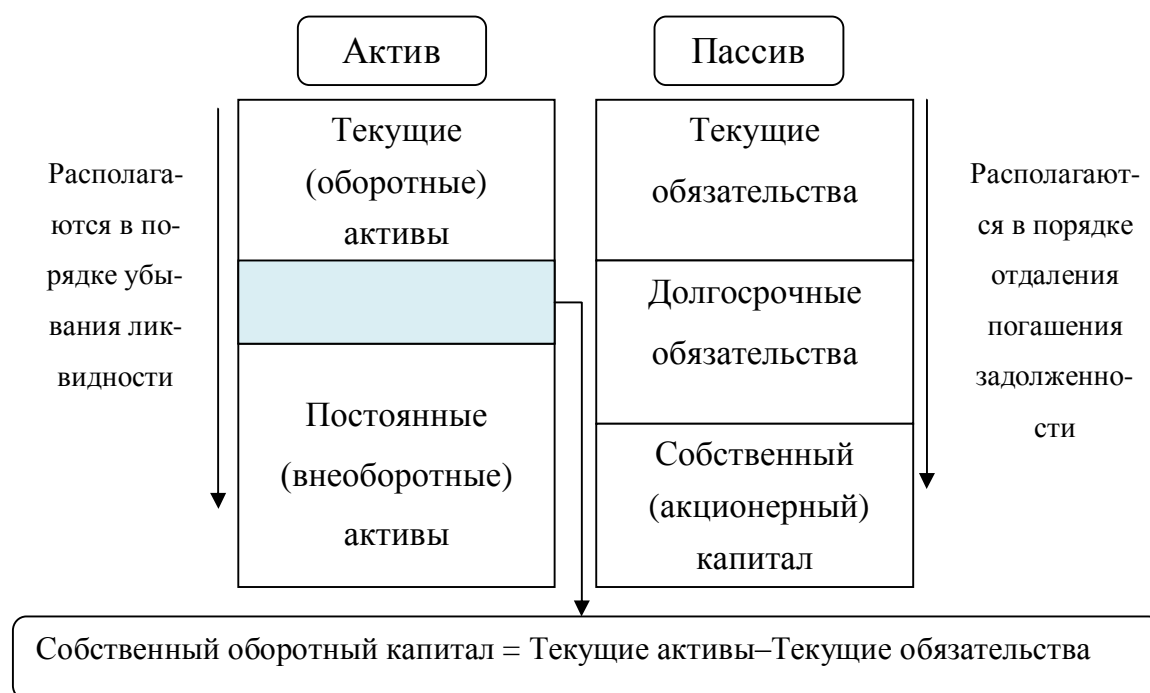 Актив
Пассив
Располага-
ются в по-
рядке убы-
вания лик-
видности
Текущие
(оборотные)
активы
Постоянные
(внеоборотные)
активы
Текущие
обязательства
Долгосрочные
обязательства
Собственный
(акционерный)
капитал
Располагают-
ся в порядке
отдаления
погашения
задолженно-
сти
Собственный оборотный капитал = Текущие активы–Текущие обязательства